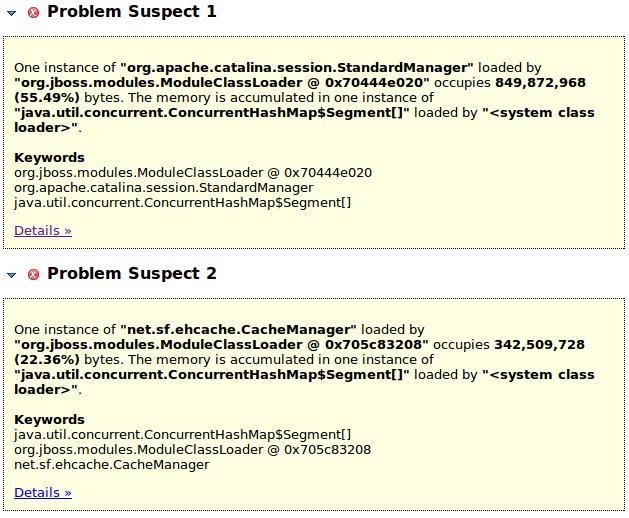 Problem Suspect 1
One instance of "org.apache.catalina.session.StandardManager" loaded by
"org.jboss.modules.ModuleClassLoader @ 0x70444e020" occupies 849,872,968
(55.49%) bytes. The memory is accumulated in one instance of
"java.util.concurrent.ConcurrentHashMap$Segment[]" loaded by "<system class
loader>".
Keywords
org.jboss.modules.ModuleClassLoader @ 0x70444e020
org.apache.catalina.session.StandardManager
java.util.concurrent.ConcurrentHashMap$Segment[]
Details »
Problem Suspect 2
One instance of "net.sf.ehcache.CacheManager" loaded by
"org.jboss.modules.ModuleClassLoader @ 0x705c83208" occupies 342,509,728
(22.36%) bytes. The memory is accumulated in one instance of
"java.util.concurrent.ConcurrentHashMap$Segment[]" loaded by "<system class
loader>".
Keywords
java.util.concurrent.ConcurrentHashMap$Segment[]
org.jboss.modules.ModuleClassLoader @ 0x705c83208
net.sf.ehcache.CacheManager
Details »